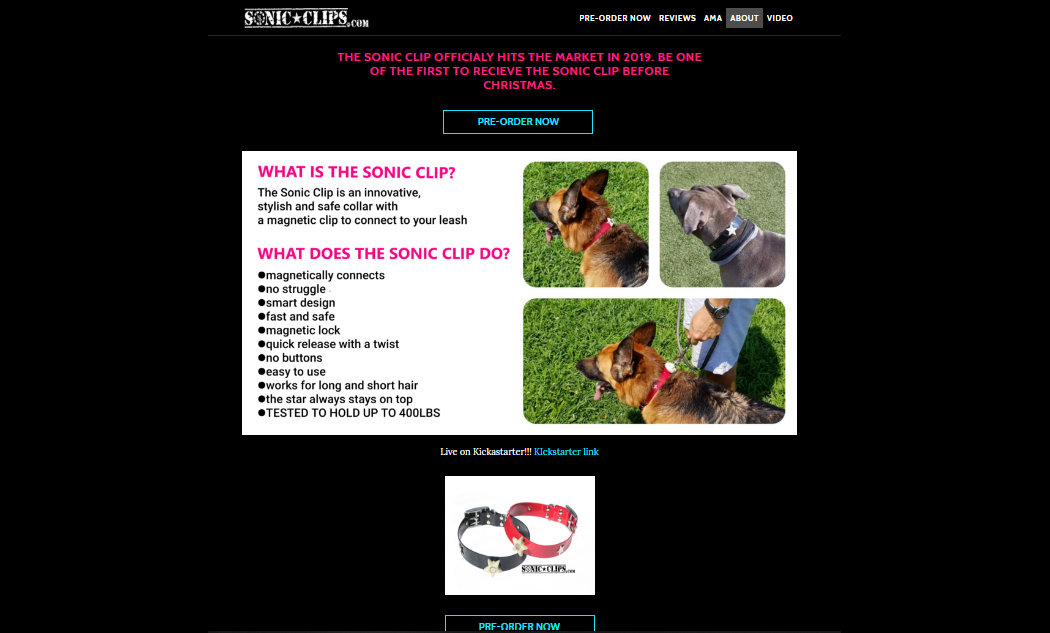 SONIC★CLIPS.COM
PRE-ORDER NOW REVIEWS AMA ABOUT VIDEO
THE SONIC CLIP OFFICIALY HITS THE MARKET IN 2019. BE ONE
OF THE FIRST TO RECIEVE THE SONIC CLIP BEFORE
CHRISTMAS.
PRE-ORDER NOW
WHAT IS THE SONIC CLIP?
The Sonic Clip is an innovative,
stylish and safe collar with
a magnetic clip to connect to your leash
WHAT DOES THE SONIC CLIP DO?
●magnetically connects
●no struggle
●smart design
●fast and safe
●magnetic lock
●quick release with a twist
●no buttons
●easy to use
●works for long and short hair
●the star always stays on top
●TESTED TO HOLD UP TO 400LBS
Live on Kickastarter!!! KIckstarter link
SONIC★CLIPS.com
PRE-ORDER NOW